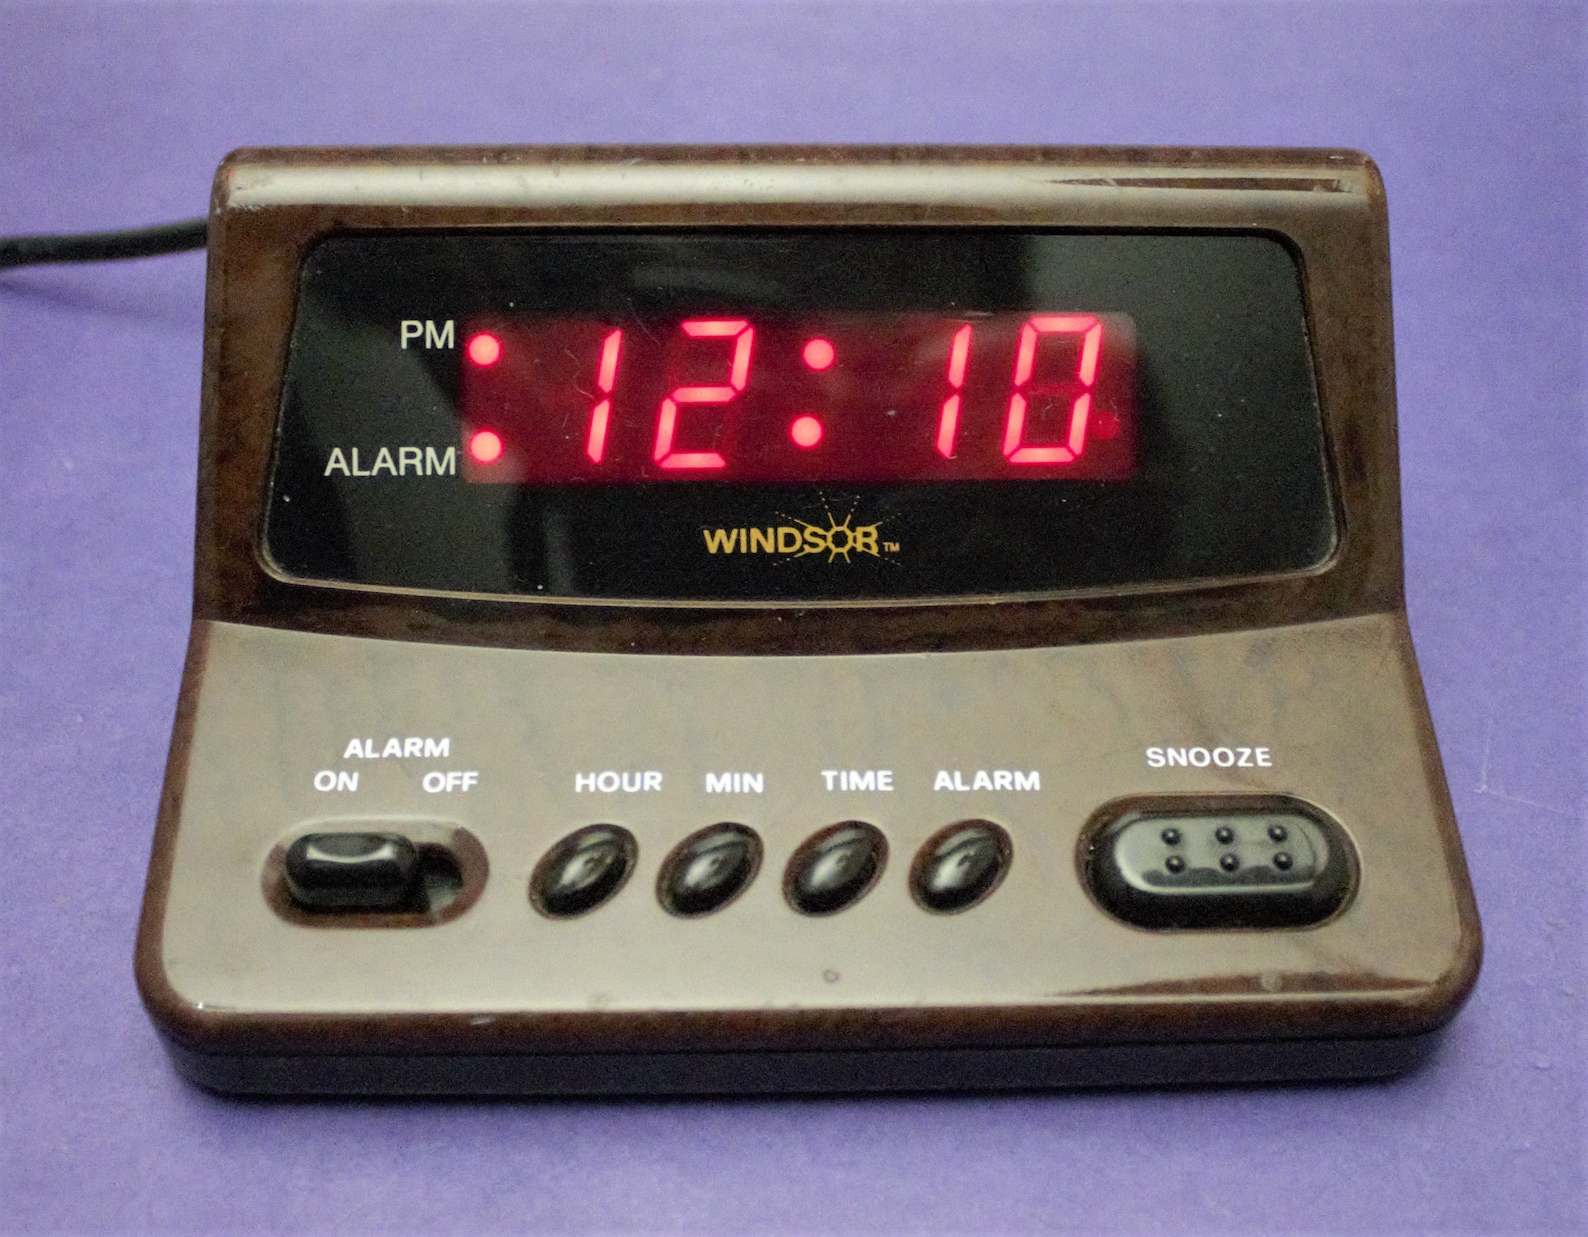 PM
12:10
ALARM
WINDSOR™
ALARM
ON OFF
HOUR MIN TIME ALARM
SNOOZE